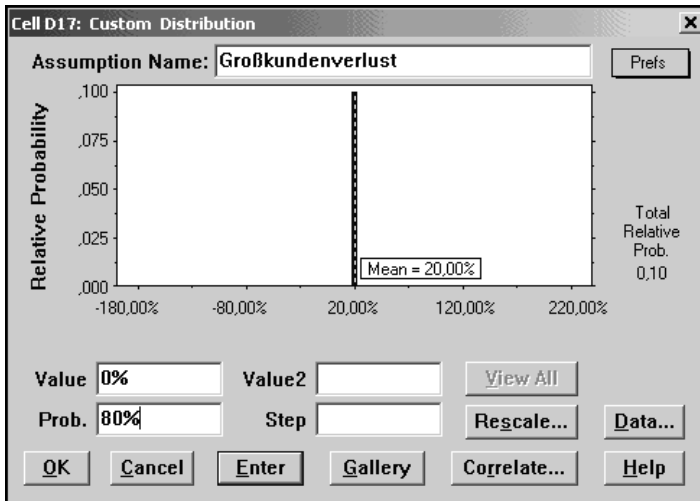 Cell D17: Custom Distribution
Assumption Name: Großkundenverlust
Prefs
Relative Probability
,100
,075
,050
,025
,000
Mean = 20,00%
-180,00% -80,00% 20,00% 120,00% 220,00%
Total
Relative
Prob.
0,10
Value 0% Value2 View All
Prob. 80% Step Rescale... Data...
OK Cancel Enter Gallery Correlate... Help